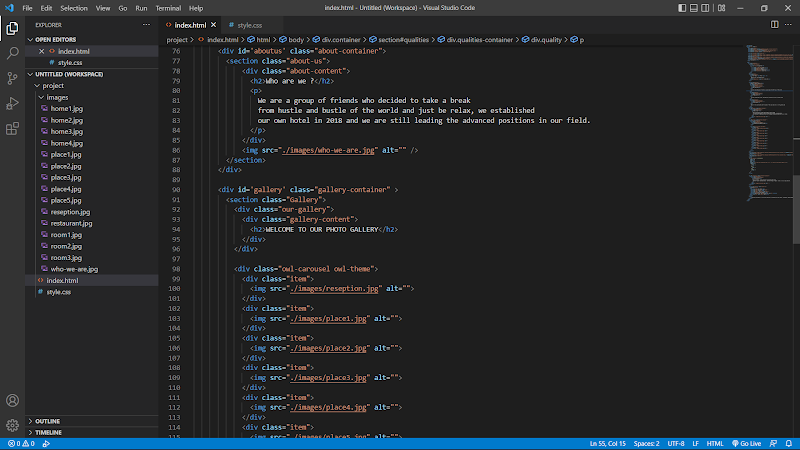 File Edit Selection View Go Run Terminal Help
index.html - Untitled (Workspace) - Visual Studio Code
EXPLORER
OPEN EDITORS
index.html
style.css
UNTITLED (WORKSPACE)
project
images
home1.jpg
home2.jpg
home3.jpg
home4.jpg
place1.jpg
place2.jpg
place3.jpg
place4.jpg
place5.jpg
reseption.jpg
restaurant.jpg
room1.jpg
room2.jpg
room3.jpg
who-we-are.jpg
index.html
style.css
OUTLINE
TIMELINE
index.html
style.css
project > index.html > html > body > div.container > section#qualities > div.qualities-container > div.quality > p
76 <div id='aboutus' class="about-container">
77 <section class="about-us">
78 <div class="about-content">
79 <h2>Who are we ?</h2>
80 <p>
81 We are a group of friends who decided to take a break
82 from hustle and bustle of the world and just be relax, we established
83 our own hotel in 2018 and we are still leading the advanced positions in our field.
84 </p>
85 </div>
86 <img src="./images/who-we-are.jpg" alt="" />
87 </section>
88 </div>
89
90 <div id='gallery' class="gallery-container" >
91 <section class="Gallery">
92 <div class="our-gallery">
93 <div class="gallery-content">
94 <h2>WELCOME TO OUR PHOTO GALLERY</h2>
95 </div>
96 </div>
97
98 <div class="owl-carousel owl-theme">
99 <div class="item">
100 <img src="./images/reseption.jpg" alt="">
101 </div>
102 <div class="item">
103 <img src="./images/place1.jpg" alt="">
104 </div>
105 <div class="item">
106 <img src="./images/place2.jpg" alt="">
107 </div>
108 <div class="item">
109 <img src="./images/place3.jpg" alt="">
110 </div>
111 <div class="item">
112 <img src="./images/place4.jpg" alt="">
113 </div>
114 <div class="item">
115 <img src="./images/place5.jpg" alt="">
0 0
Ln 55, Col 15 Spaces: 2 UTF-8 LF HTML Go Live